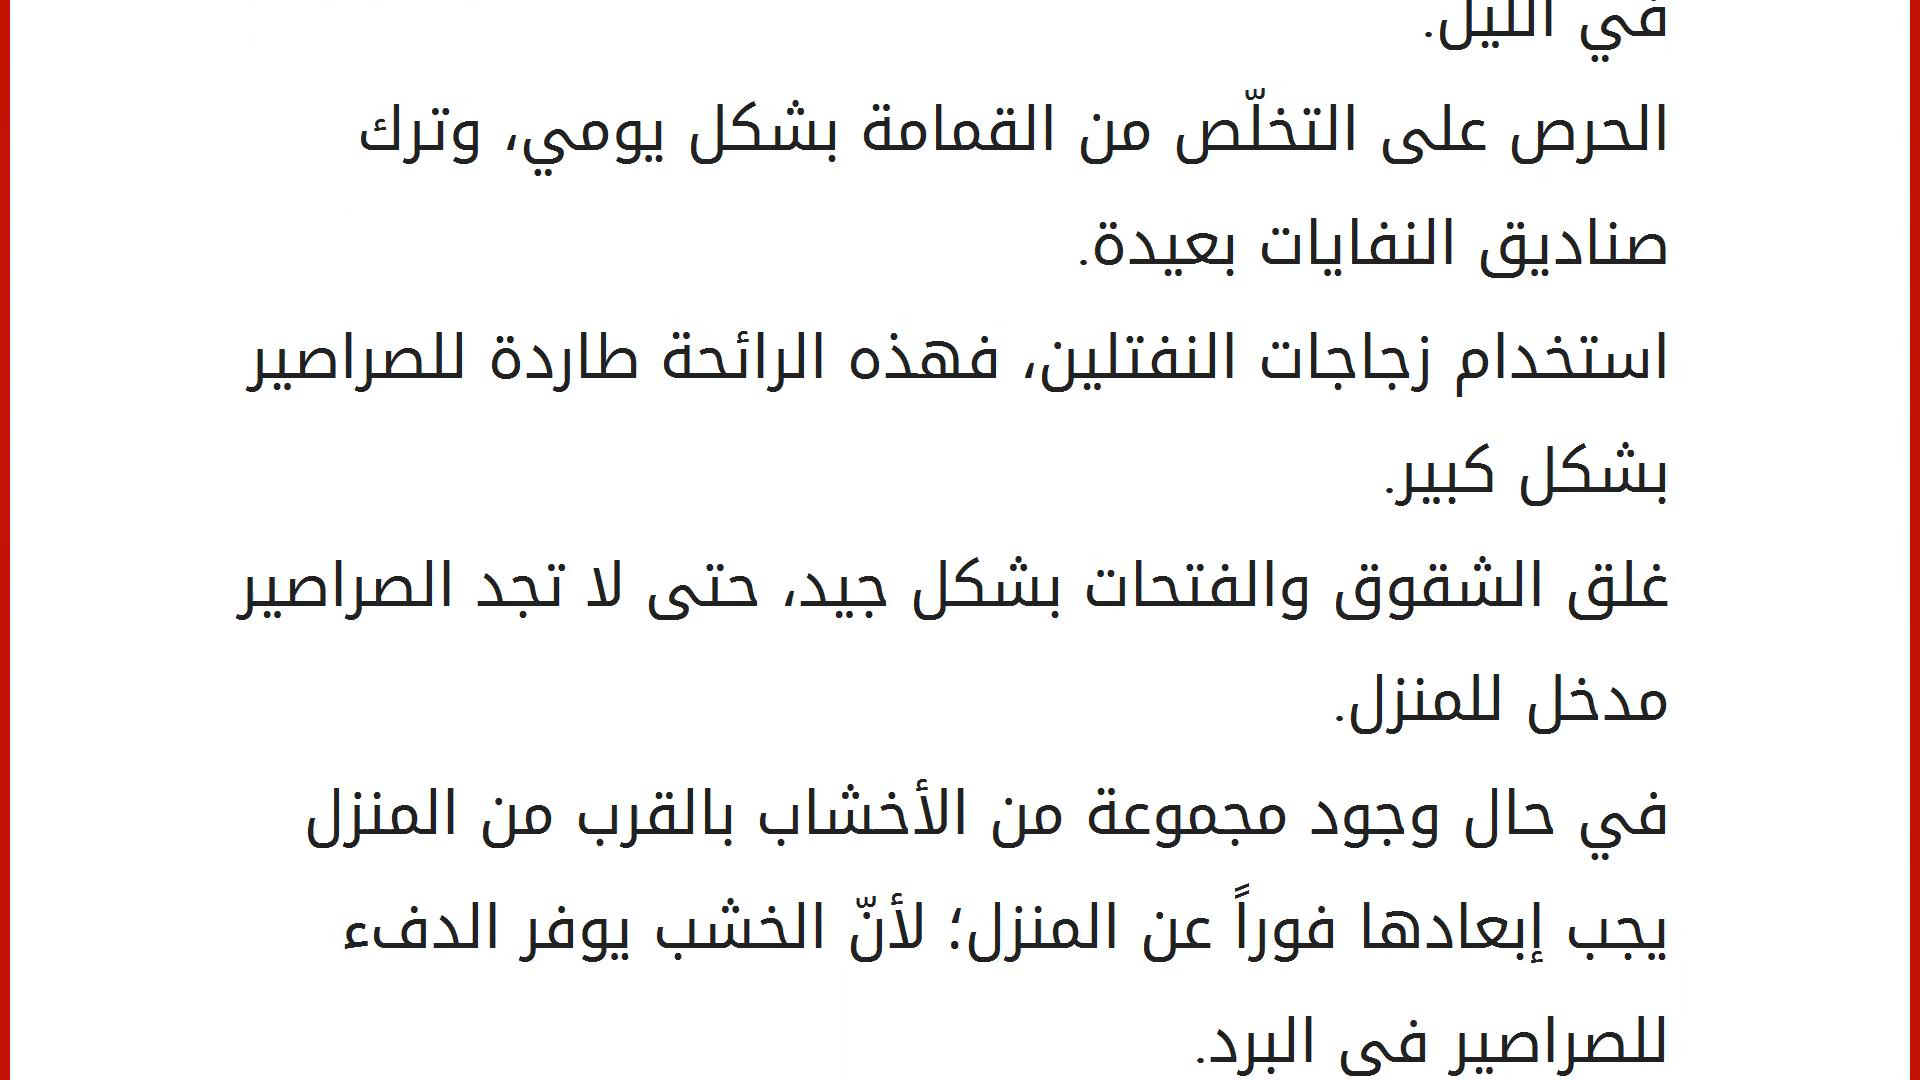 في الليل.
الحرص على التخلّص من القمامة بشكل يومي، وترك
صناديق النفايات بعيدة.
استخدام زجاجات النفتلين، فهذه الرائحة طاردة للصراصير
بشكل كبير.
غلق الشقوق والفتحات بشكل جيد، حتى لا تجد الصراصير
مدخل للمنزل.
في حال وجود مجموعة من الأخشاب بالقرب من المنزل
يجب إبعادها فوراً عن المنزل؛ لأنّ الخشب يوفر الدفء
للصراصير في البرد.